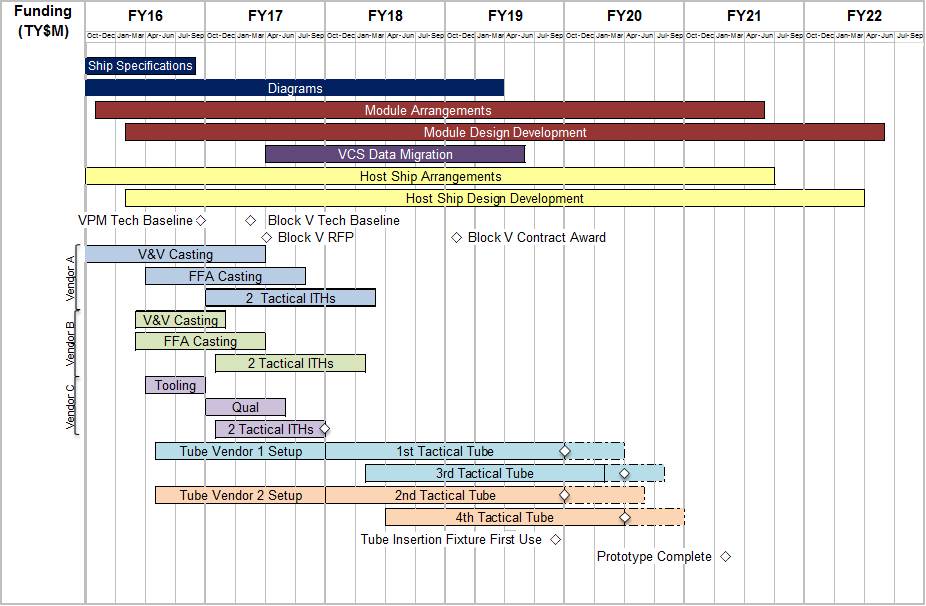 Funding
(TY$M)
FY16 FY17 FY18 FY19 FY20 FY21 FY22
Oct-Dec Jan-Mar Apr-Jun Jul-Sep Oct-Dec Jan-Mar Apr-Jun Jul-Sep Oct-Dec Jan-Mar Apr-Jun Jul-Sep Oct-Dec Jan-Mar Apr-Jun Jul-Sep Oct-Dec Jan-Mar Apr-Jun Jul-Sep Oct-Dec Jan-Mar Apr-Jun Jul-Sep Oct-Dec Jan-Mar Apr-Jun Jul-Sep
Ship Specifications
Diagrams
Module Arrangements
Module Design Development
VCS Data Migration
Host Ship Arrangements
Host Ship Design Development
VPM Tech Baseline Block V Tech Baseline
Block V RFP Block V Contract Award
Vendor A
V&V Casting
FFA Casting
2 Tactical ITHs
Vendor B
V&V Casting
FFA Casting
2 Tactical ITHs
Vendor C
Tooling
Qual
2 Tactical ITHs
Tube Vendor 1 Setup 1st Tactical Tube
3rd Tactical Tube
Tube Vendor 2 Setup 2nd Tactical Tube
4th Tactical Tube
Tube Insertion Fixture First Use
Prototype Complete